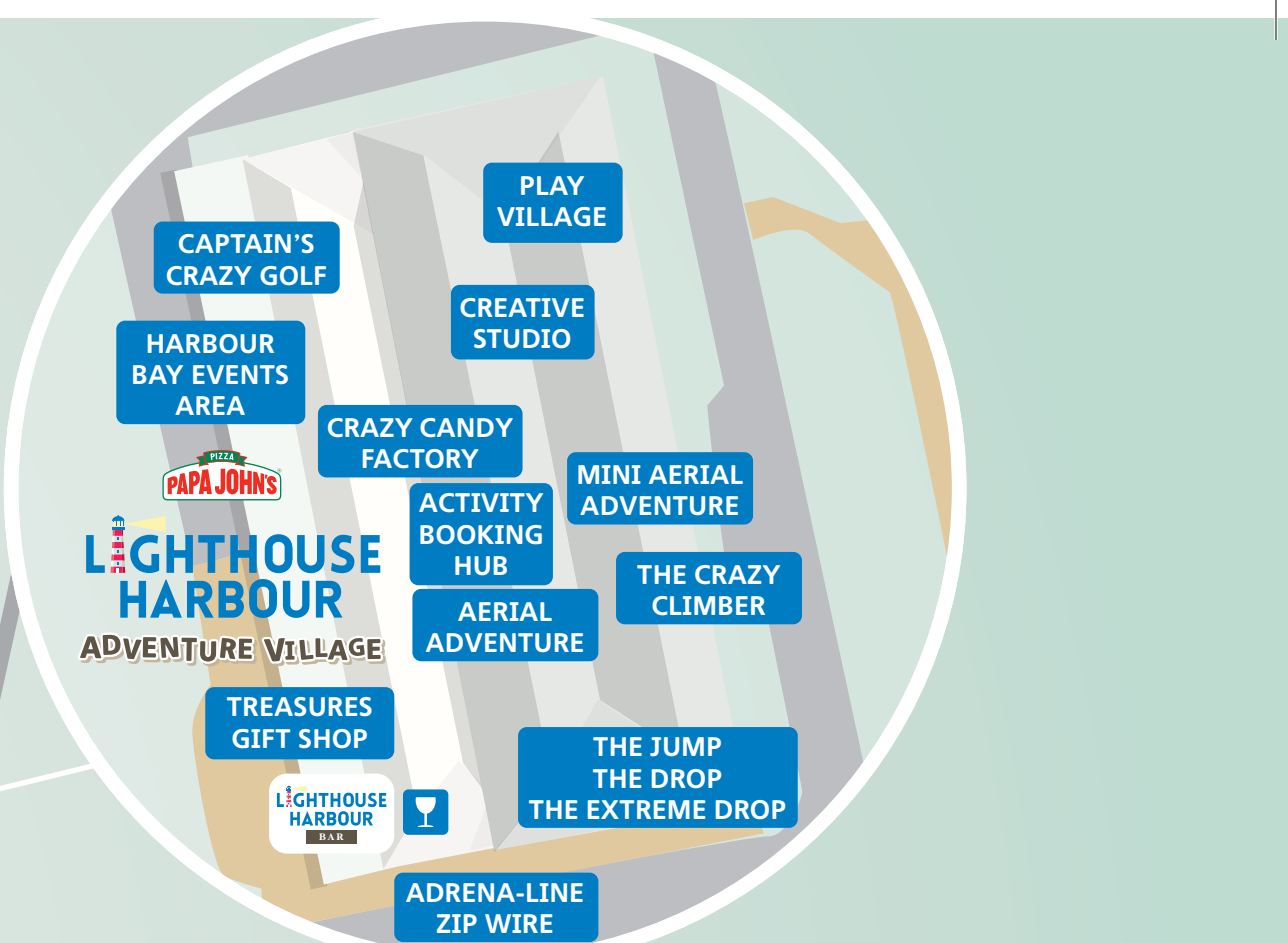 PLAY
VILLAGE
CAPTAIN'S
CRAZY GOLF
CREATIVE
STUDIO
HARBOUR
BAY EVENTS
AREA
CRAZY CANDY
FACTORY
PIZZA
PAPA JOHN'S
MINI AERIAL
ADVENTURE
ACTIVITY
BOOKING
HUB
LIGHTHOUSE
HARBOUR
ADVENTURE VILLAGE
THE CRAZY
CLIMBER
AERIAL
ADVENTURE
TREASURES
GIFT SHOP
THE JUMP
THE DROP
THE EXTREME DROP
LIGHTHOUSE
HARBOUR
BAR
ADRENA-LINE
ZIP WIRE